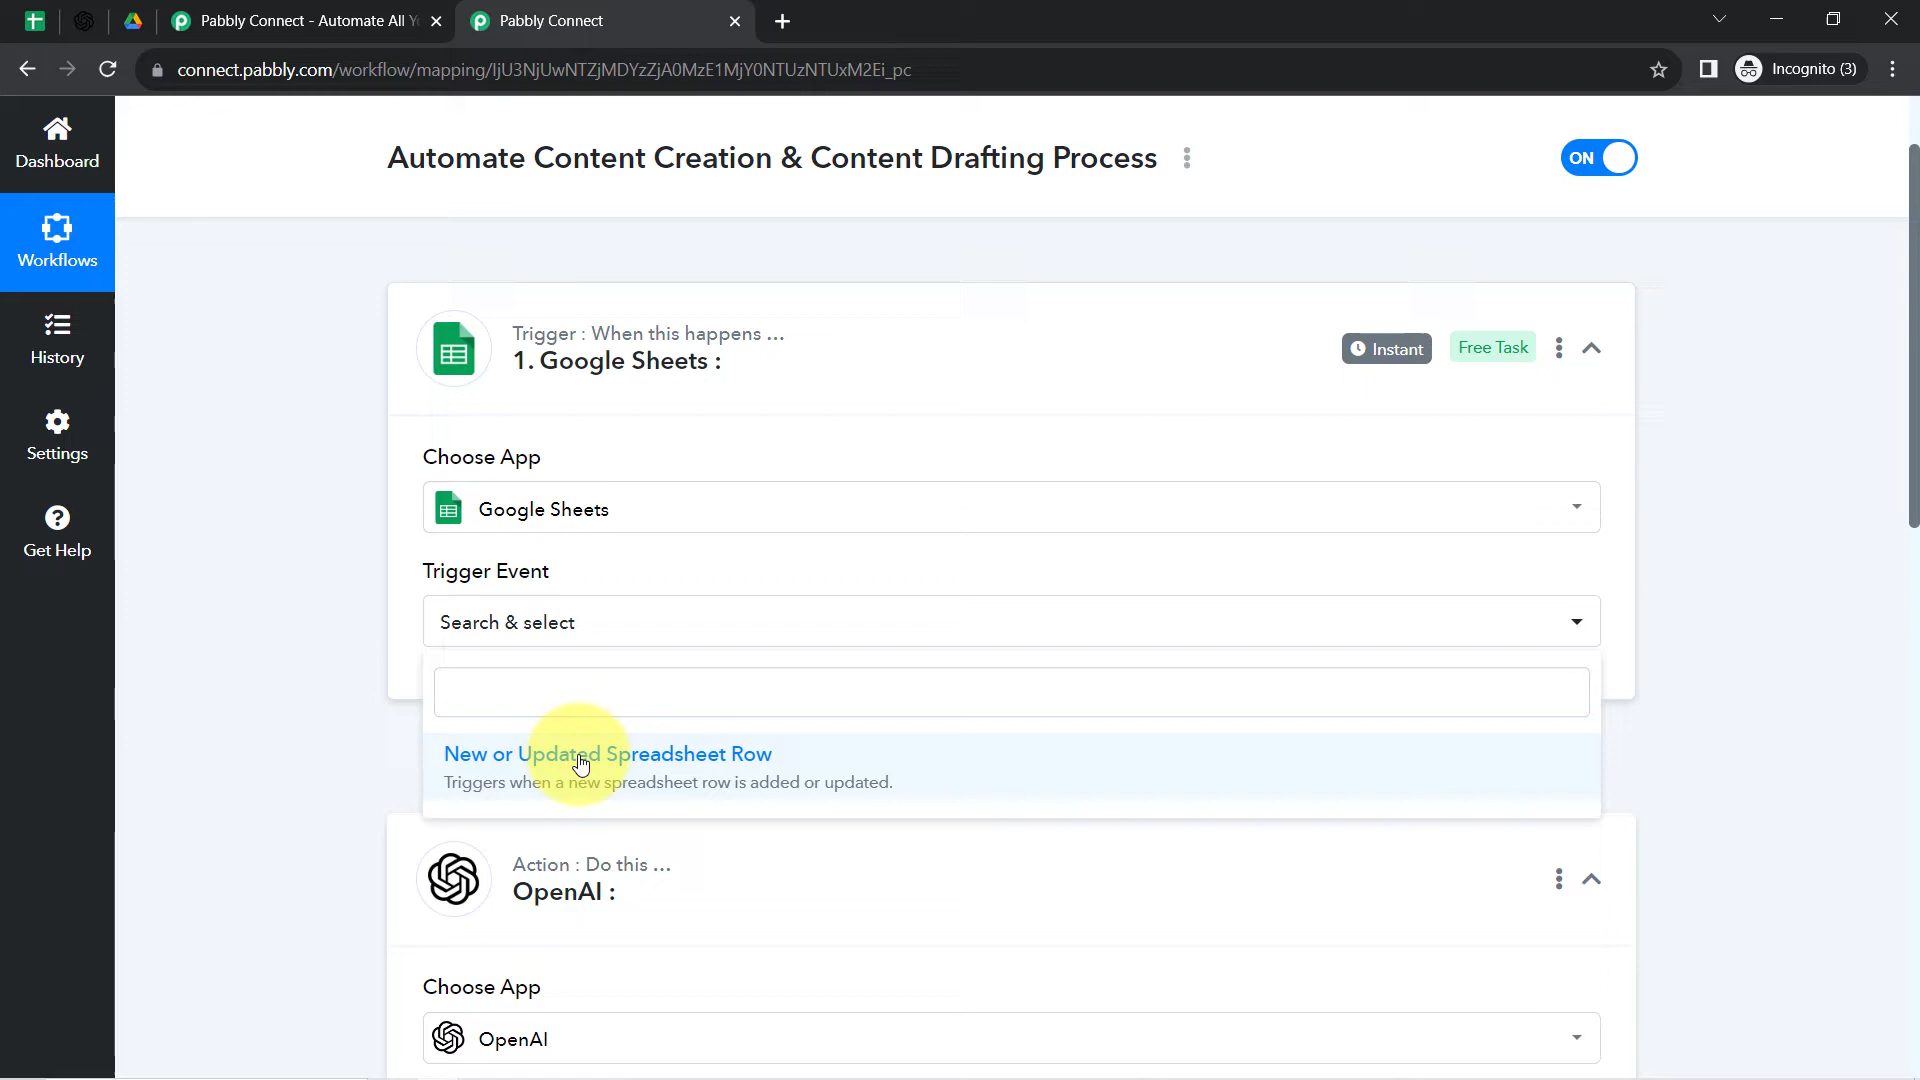 Pabbly Connect - Automate All Y
Pabbly Connect
connect.pabbly.com/workflow/mapping/IjU3NjUwNTZjMDYzZjA0MzE1MjY0NTUzNTUxM2Ei_pc
Incognito (3)
Dashboard
Workflows
History
Settings
Get Help
Automate Content Creation & Content Drafting Process
ON
Trigger : When this happens ...
1. Google Sheets :
Instant
Free Task
Choose App
Google Sheets
Trigger Event
Search & select
New or Updated Spreadsheet Row
Triggers when a new spreadsheet row is added or updated.
Action : Do this ...
OpenAI :
Choose App
OpenAI